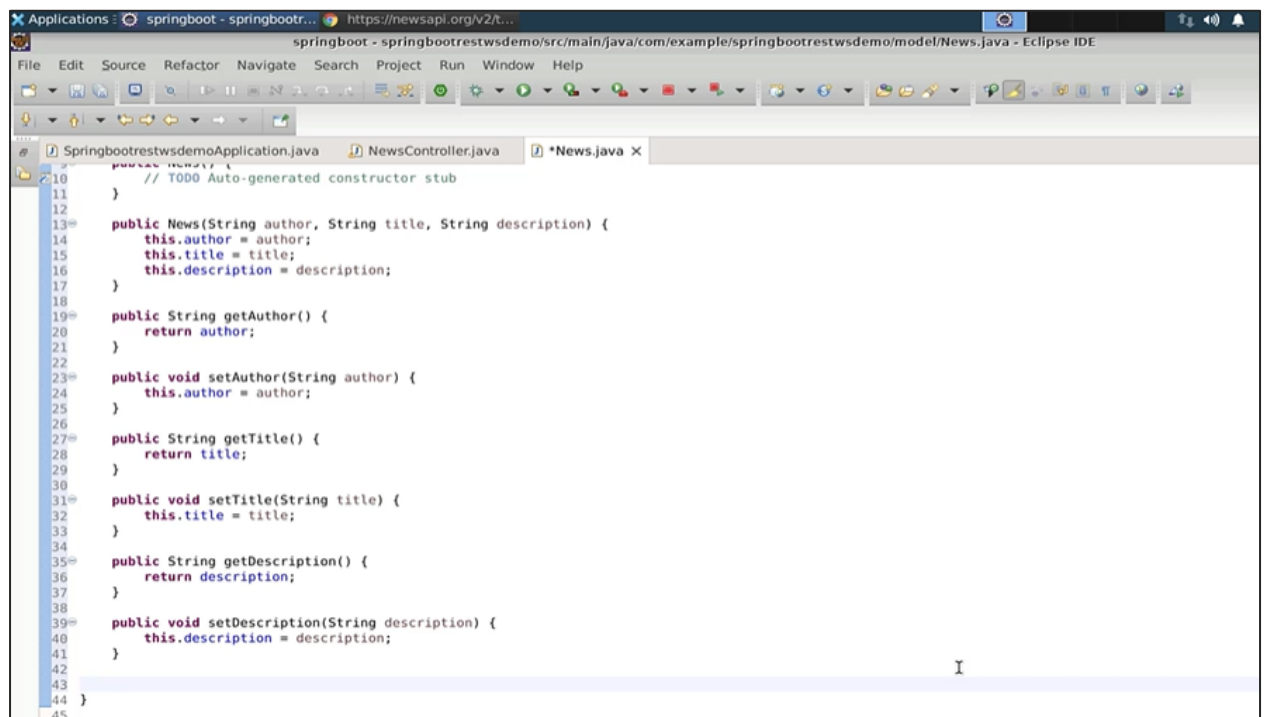 Applications springboot - springbootr... https://newsapi.org/v2/t...
springboot - springbootrestwsdemo/src/main/java/com/example/springbootrestwsdemo/model/News.java - Eclipse IDE
File Edit Source Refactor Navigate Search Project Run Window Help
SpringbootrestwsdemoApplication.java NewsController.java *News.java
9 public News() {
10 // TODO Auto-generated constructor stub
11 }
12
13 public News(String author, String title, String description) {
14 this.author = author;
15 this.title = title;
16 this.description = description;
17 }
18
19 public String getAuthor() {
20 return author;
21 }
22
23 public void setAuthor(String author) {
24 this.author = author;
25 }
26
27 public String getTitle() {
28 return title;
29 }
30
31 public void setTitle(String title) {
32 this.title = title;
33 }
34
35 public String getDescription() {
36 return description;
37 }
38
39 public void setDescription(String description) {
40 this.description = description;
41 }
42
43
44 }
45